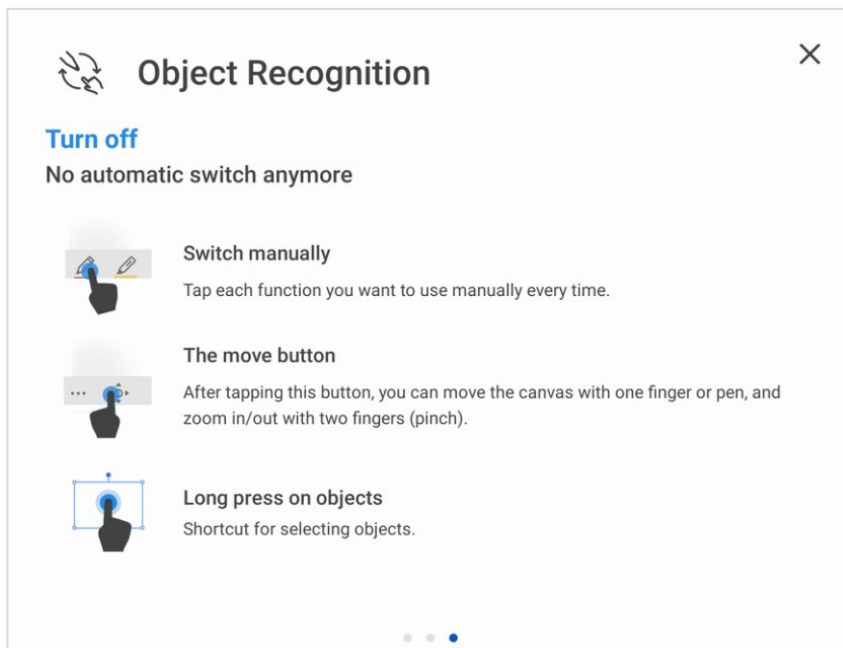 Object Recognition
Turn off
No automatic switch anymore
Switch manually
Tap each function you want to use manually every time.
The move button
After tapping this button, you can move the canvas with one finger or pen, and
zoom in/out with two fingers (pinch).
Long press on objects
Shortcut for selecting objects.